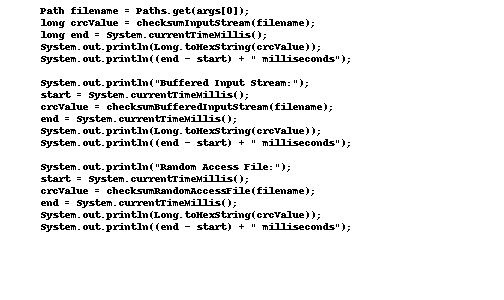 Path filename = Paths.get(args[0]);
long crcValue = checksumInputStream(filename);
long end = System.currentTimeMillis();
System.out.println(Long.toHexString(crcValue));
System.out.println((end - start) + " milliseconds");
System.out.println("Buffered Input Stream:");
start = System.currentTimeMillis();
crcValue = checksumBufferedInputStream(filename);
end = System.currentTimeMillis();
System.out.println(Long.toHexString(crcValue));
System.out.println((end - start) + " milliseconds");
System.out.println("Random Access File:");
start = System.currentTimeMillis();
crcValue = checksumRandomAccessFile(filename);
end = System.currentTimeMillis();
System.out.println(Long.toHexString(crcValue));
System.out.println((end - start) + " milliseconds");